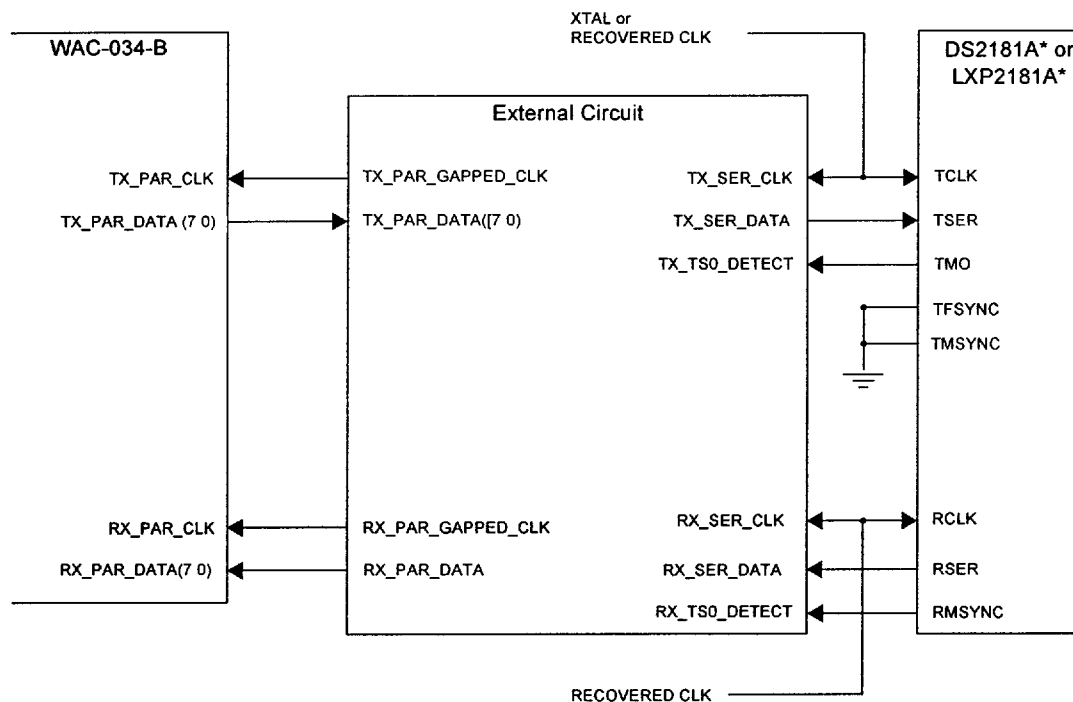 XTAL or
RECOVERED CLK
WAC-034-B
DS2181A* or
LXP2181A*
External Circuit
TX_PAR_CLK
TX_PAR_GAPPED_CLK
TX_SER_CLK
TCLK
TX_PAR_DATA (7 0)
TX_PAR_DATA([7 0)
TX_SER_DATA
TSER
TX_TS0_DETECT
TMO
TFSYNC
TMSYNC
RX_PAR_CLK
RX_PAR_GAPPED_CLK
RX_SER_CLK
RCLK
RX_PAR_DATA(7 0)
RX_PAR_DATA
RX_SER_DATA
RSER
RX_TS0_DETECT
RMSYNC
RECOVERED CLK